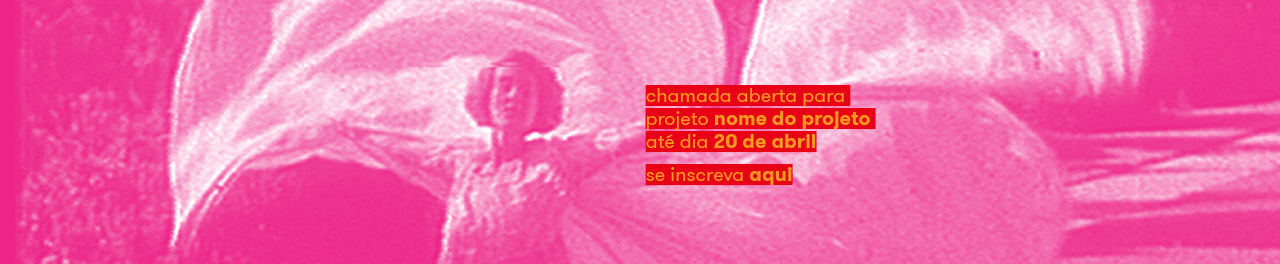 chamada aberta para
projeto nome do projeto
até dia 20 de abril
se inscreva aqui